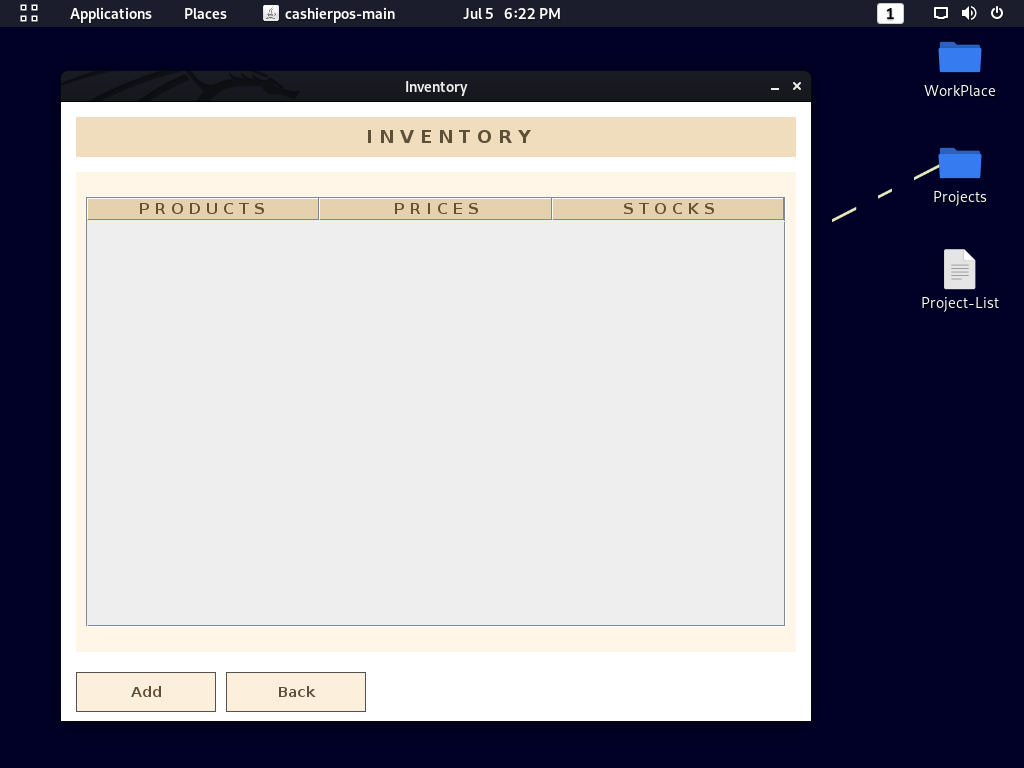 Applications Places cashierpos-main Jul 5 6:22 PM 1
WorkPlace
Inventory
INVENTORY
Projects
PRODUCTS PRICES STOCKS
Project-List
Add Back